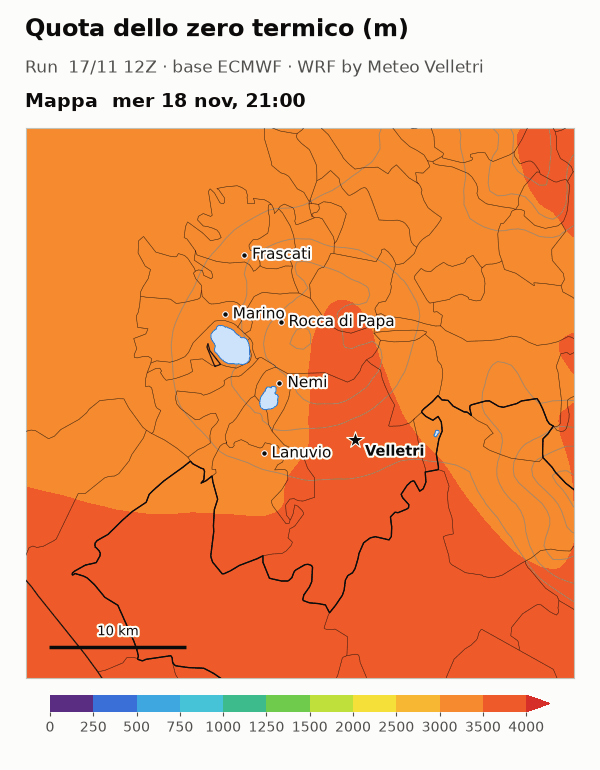 Quota dello zero termico (m)
Run 17/11 12Z · base ECMWF · WRF by Meteo Velletri
Mappa mer 18 nov, 21:00
Frascati
Marino
Rocca di Papa
Nemi
Velletri
Lanuvio
10 km
0 250 500 750 1000 1250 1500 2000 2500 3000 3500 4000